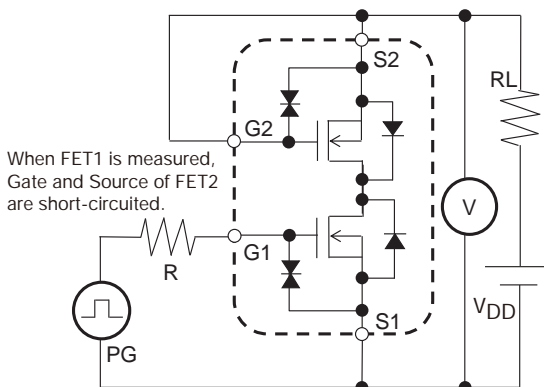 S2
RL
G2
When FET1 is measured,
Gate and Source of FET2
are short-circuited.
V
G1
R
VDD
S1
PG